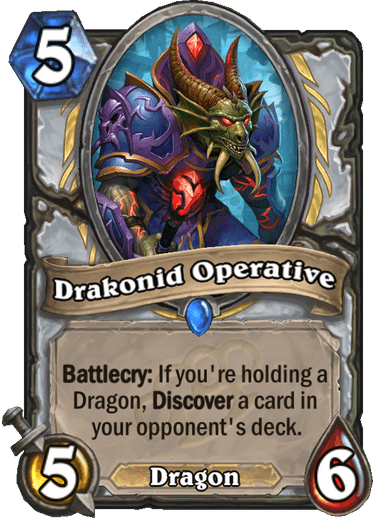 5
Drakonid Operative
Battlecry: If you're holding a
Dragon, Discover a card in
your opponent's deck.
5
Dragon
6